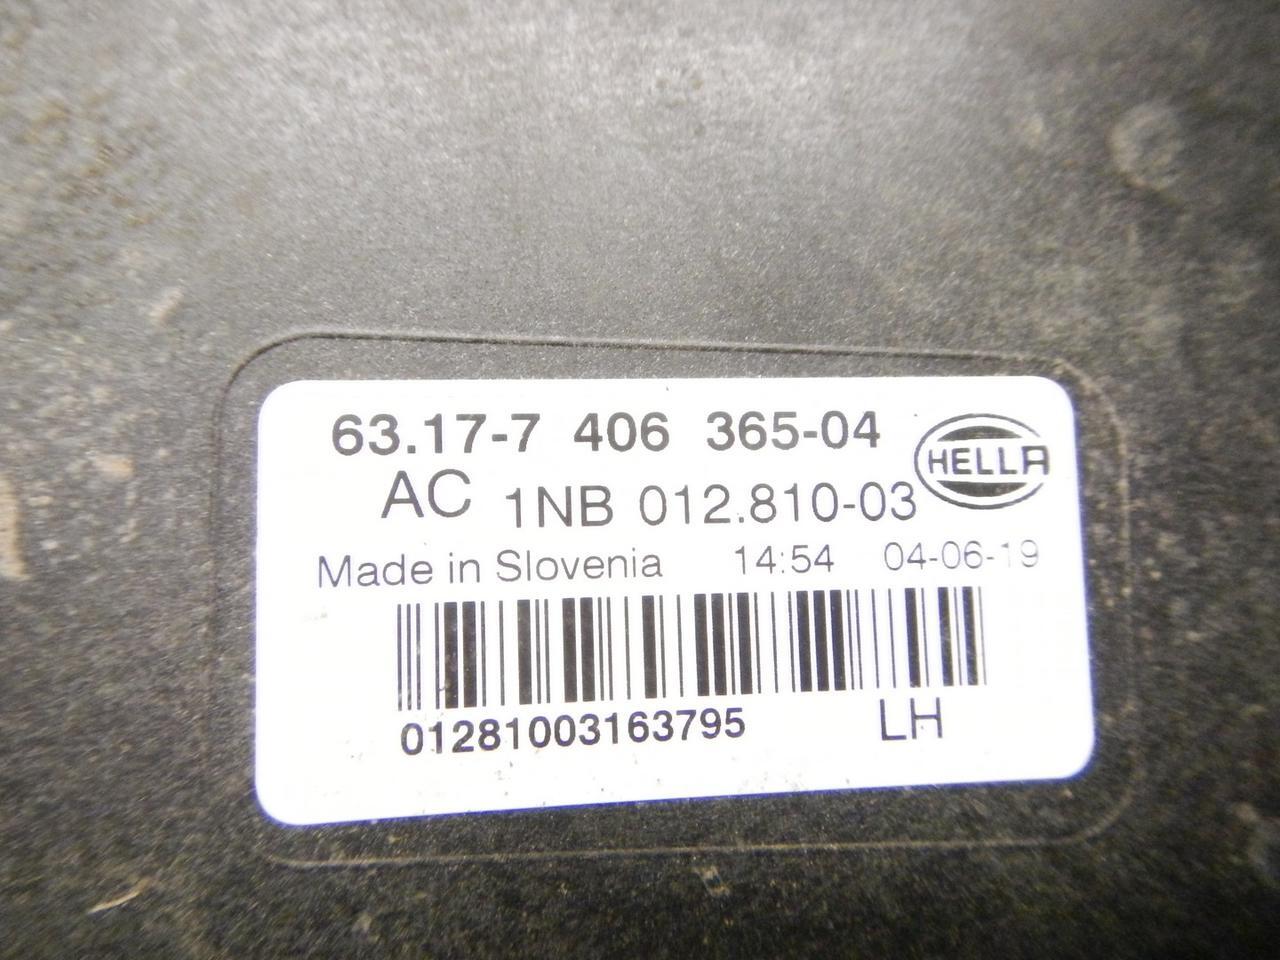 63.17-7 406 365-04
HELLA
AC 1NB 012.810-03
Made in Slovenia 14:54 04-06-19
01281003163795 LH